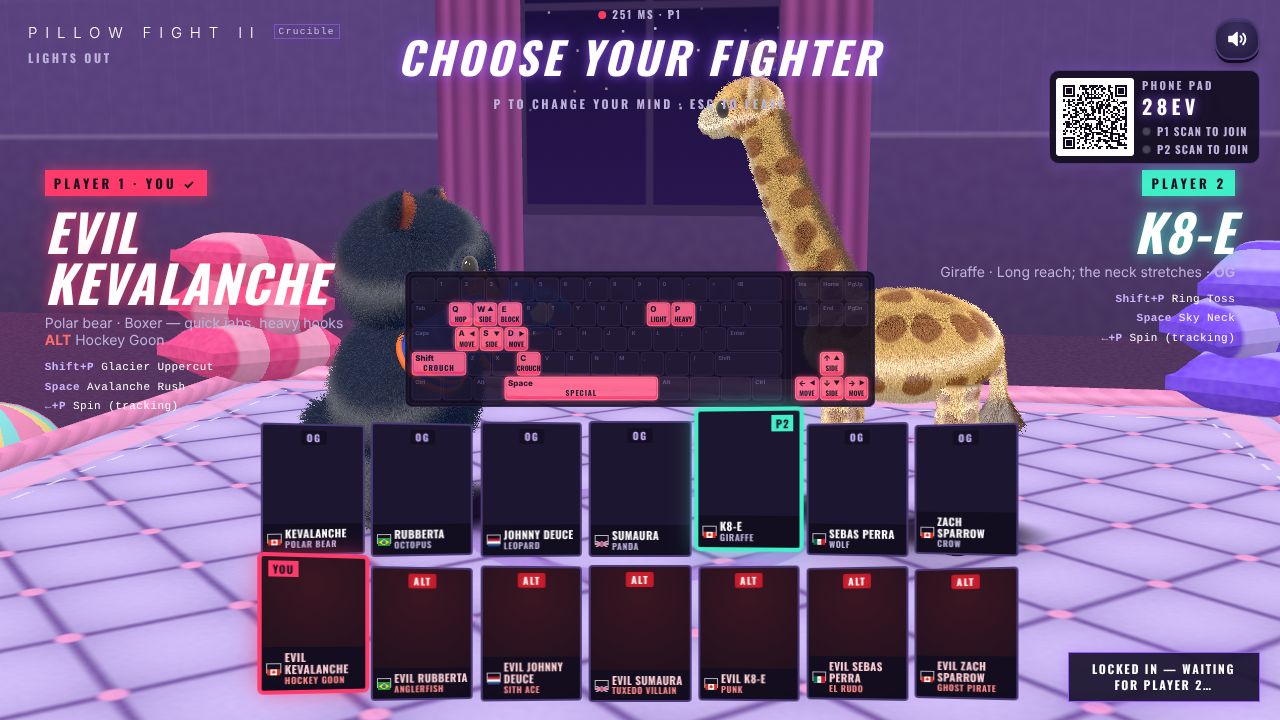 251 MS · P1
PILLOW FIGHT II Crucible
LIGHTS OUT
CHOOSE YOUR FIGHTER
P TO CHANGE YOUR MIND · ESC TO LEAVE
PHONE PAD
28EV
P1 SCAN TO JOIN
P2 SCAN TO JOIN
PLAYER 1 · YOU ✓
EVIL
KEVALANCHE
Polar bear · Boxer — quick jabs, heavy hooks
ALT Hockey Goon
Shift+P Glacier Uppercut
Space Avalanche Rush
←+P Spin (tracking)
PLAYER 2
K8-E
Giraffe · Long reach; the neck stretches · OG
Shift+P Ring Toss
Space Sky Neck
←+P Spin (tracking)
Q HOP
W ▲ SIDE
E BLOCK
O LIGHT
P HEAVY
A ◄ MOVE
S ▼ SIDE
D ► MOVE
Shift CROUCH
C CROUCH
Space SPECIAL
↑ ▲ SIDE
← ◄ MOVE
↓ ▼ SIDE
→ ► MOVE
OG
KEVALANCHE
POLAR BEAR
OG
RUBBERTA
OCTOPUS
OG
JOHNNY DEUCE
LEOPARD
OG
SUMAURA
PANDA
P2
K8-E
GIRAFFE
OG
SEBAS PERRA
WOLF
OG
ZACH
SPARROW
CROW
YOU
EVIL
KEVALANCHE
HOCKEY GOON
ALT
EVIL RUBBERTA
ANGLERFISH
ALT
EVIL JOHNNY
DEUCE
SITH ACE
ALT
EVIL SUMAURA
TUXEDO VILLAIN
ALT
EVIL K8-E
PUNK
ALT
EVIL SEBAS
PERRA
EL RUDO
ALT
EVIL ZACH
SPARROW
GHOST PIRATE
LOCKED IN — WAITING
FOR PLAYER 2…